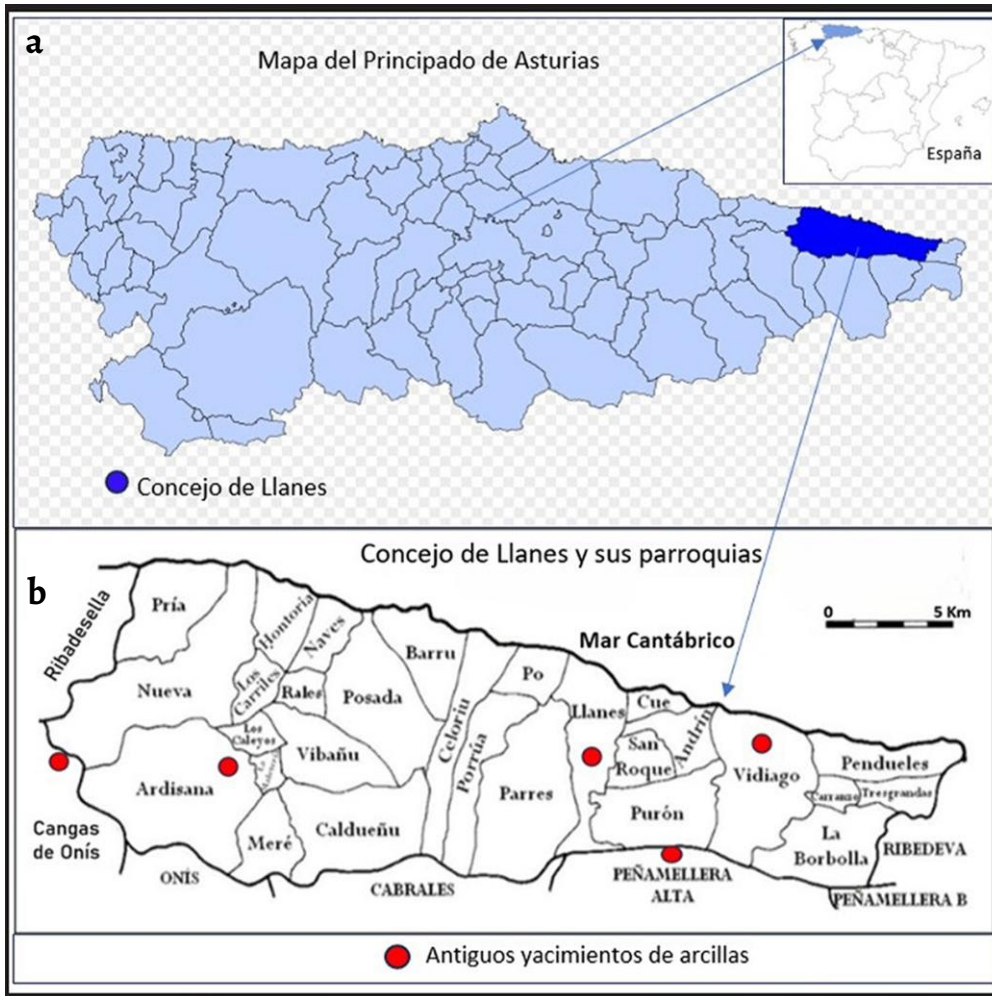 a
Mapa del Principado de Asturias
España
Concejo de Llanes
b
Concejo de Llanes y sus parroquias
0 5 Km
Mar Cantábrico
Ribadesella
Pría
Hontoria
Naves
Barru
Po
Cue
Nueva
Los
Carriles
Rales
Posada
Celoriu
Porrúa
Llanes
San
Roque
Andrín
Vidiago
Pendueles
Los
Caleyos
Vibañu
Ardisana
Parres
Purón
Carranzo
Tresgrandas
Cangas
de Onís
Meré
Caldueñu
La
Borbolla
RIBEDEVA
ONÍS
CABRALES
PEÑAMELLERA
ALTA
PEÑAMELLERA B
Antiguos yacimientos de arcillas